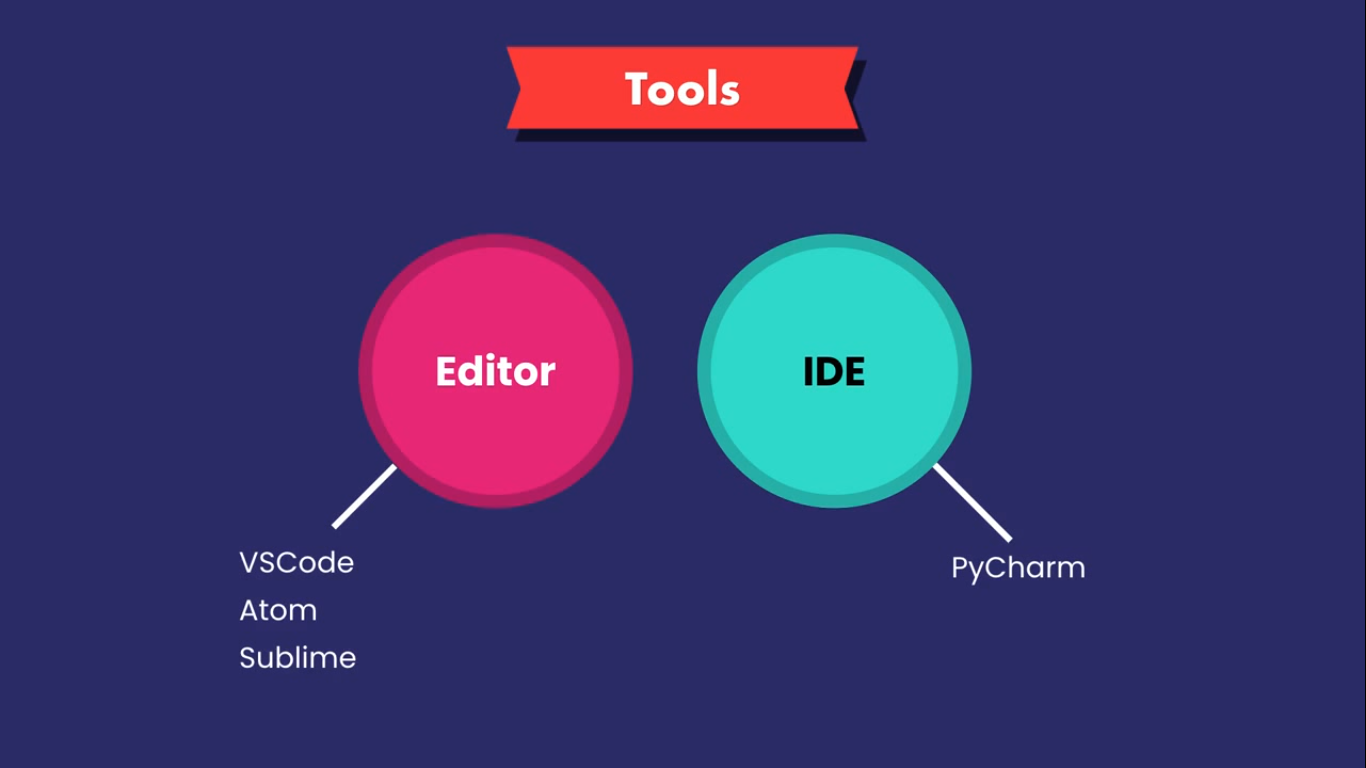 Tools
Editor
IDE
VSCode
Atom
Sublime
PyCharm